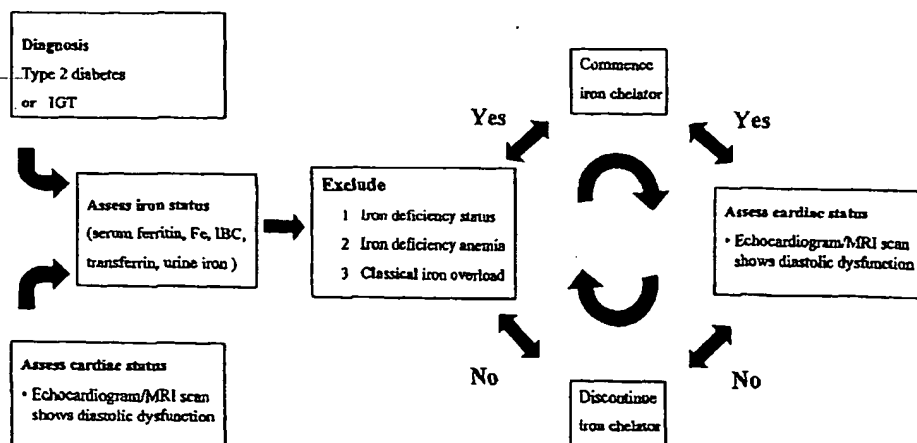 Diagnosis
Type 2 diabetes
or IGT
Assess iron status
(serum ferritin, Fe, IBC,
transferrin, urine iron )
Assess cardiac status
• Echocardiogram/MRI scan
shows diastolic dysfunction
Exclude
1 Iron deficiency status
2 Iron deficiency anemia
3 Classical iron overload
Yes
No
Commence
iron chelator
Discontinue
iron chelator
Yes
No
Assess cardiac status
• Echocardiogram/MRI scan
shows diastolic dysfunction